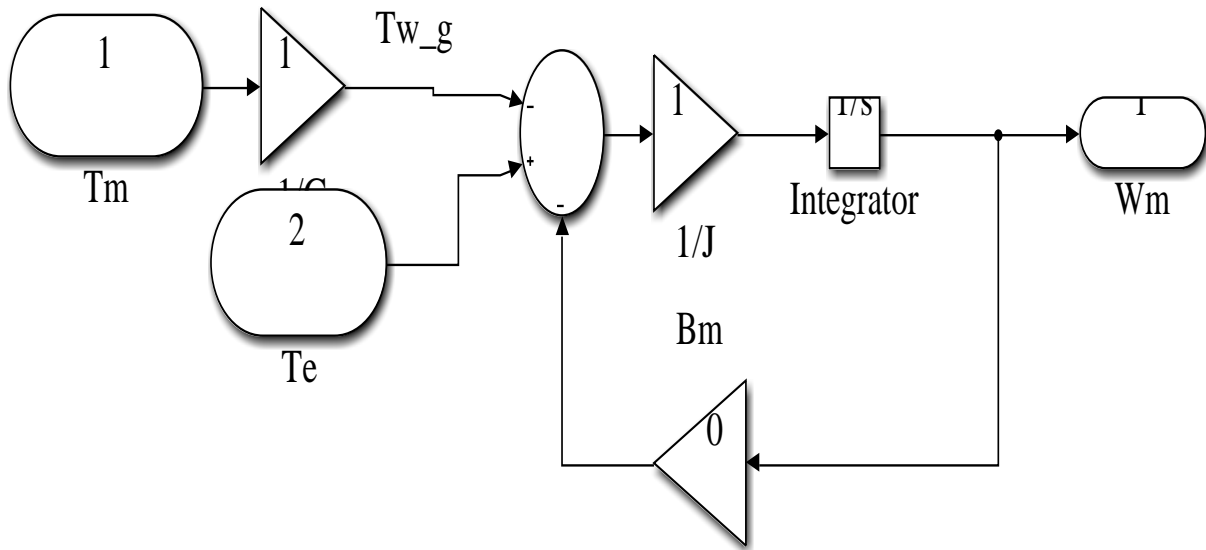 1
1
Tw_g
Tm
2
Te
-
+
-
1
1/J
1/s
Integrator
1
Wm
Bm
0